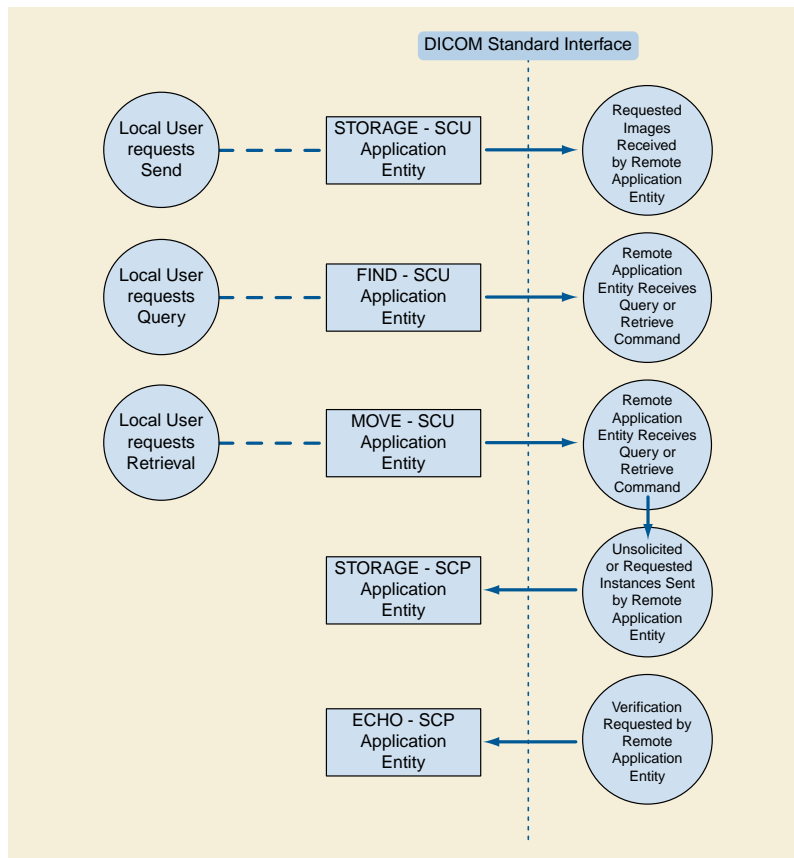 DICOM Standard Interface
Local User
requests
Send
STORAGE - SCU
Application
Entity
Requested
Images
Received
by Remote
Application
Entity
Local User
requests
Query
FIND - SCU
Application
Entity
Remote
Application
Entity Receives
Query or
Retrieve
Command
Local User
requests
Retrieval
MOVE - SCU
Application
Entity
Remote
Application
Entity Receives
Query or
Retrieve
Command
STORAGE - SCP
Application
Entity
Unsolicited
or Requested
Instances Sent
by Remote
Application
Entity
ECHO - SCP
Application
Entity
Verification
Requested by
Remote
Application
Entity